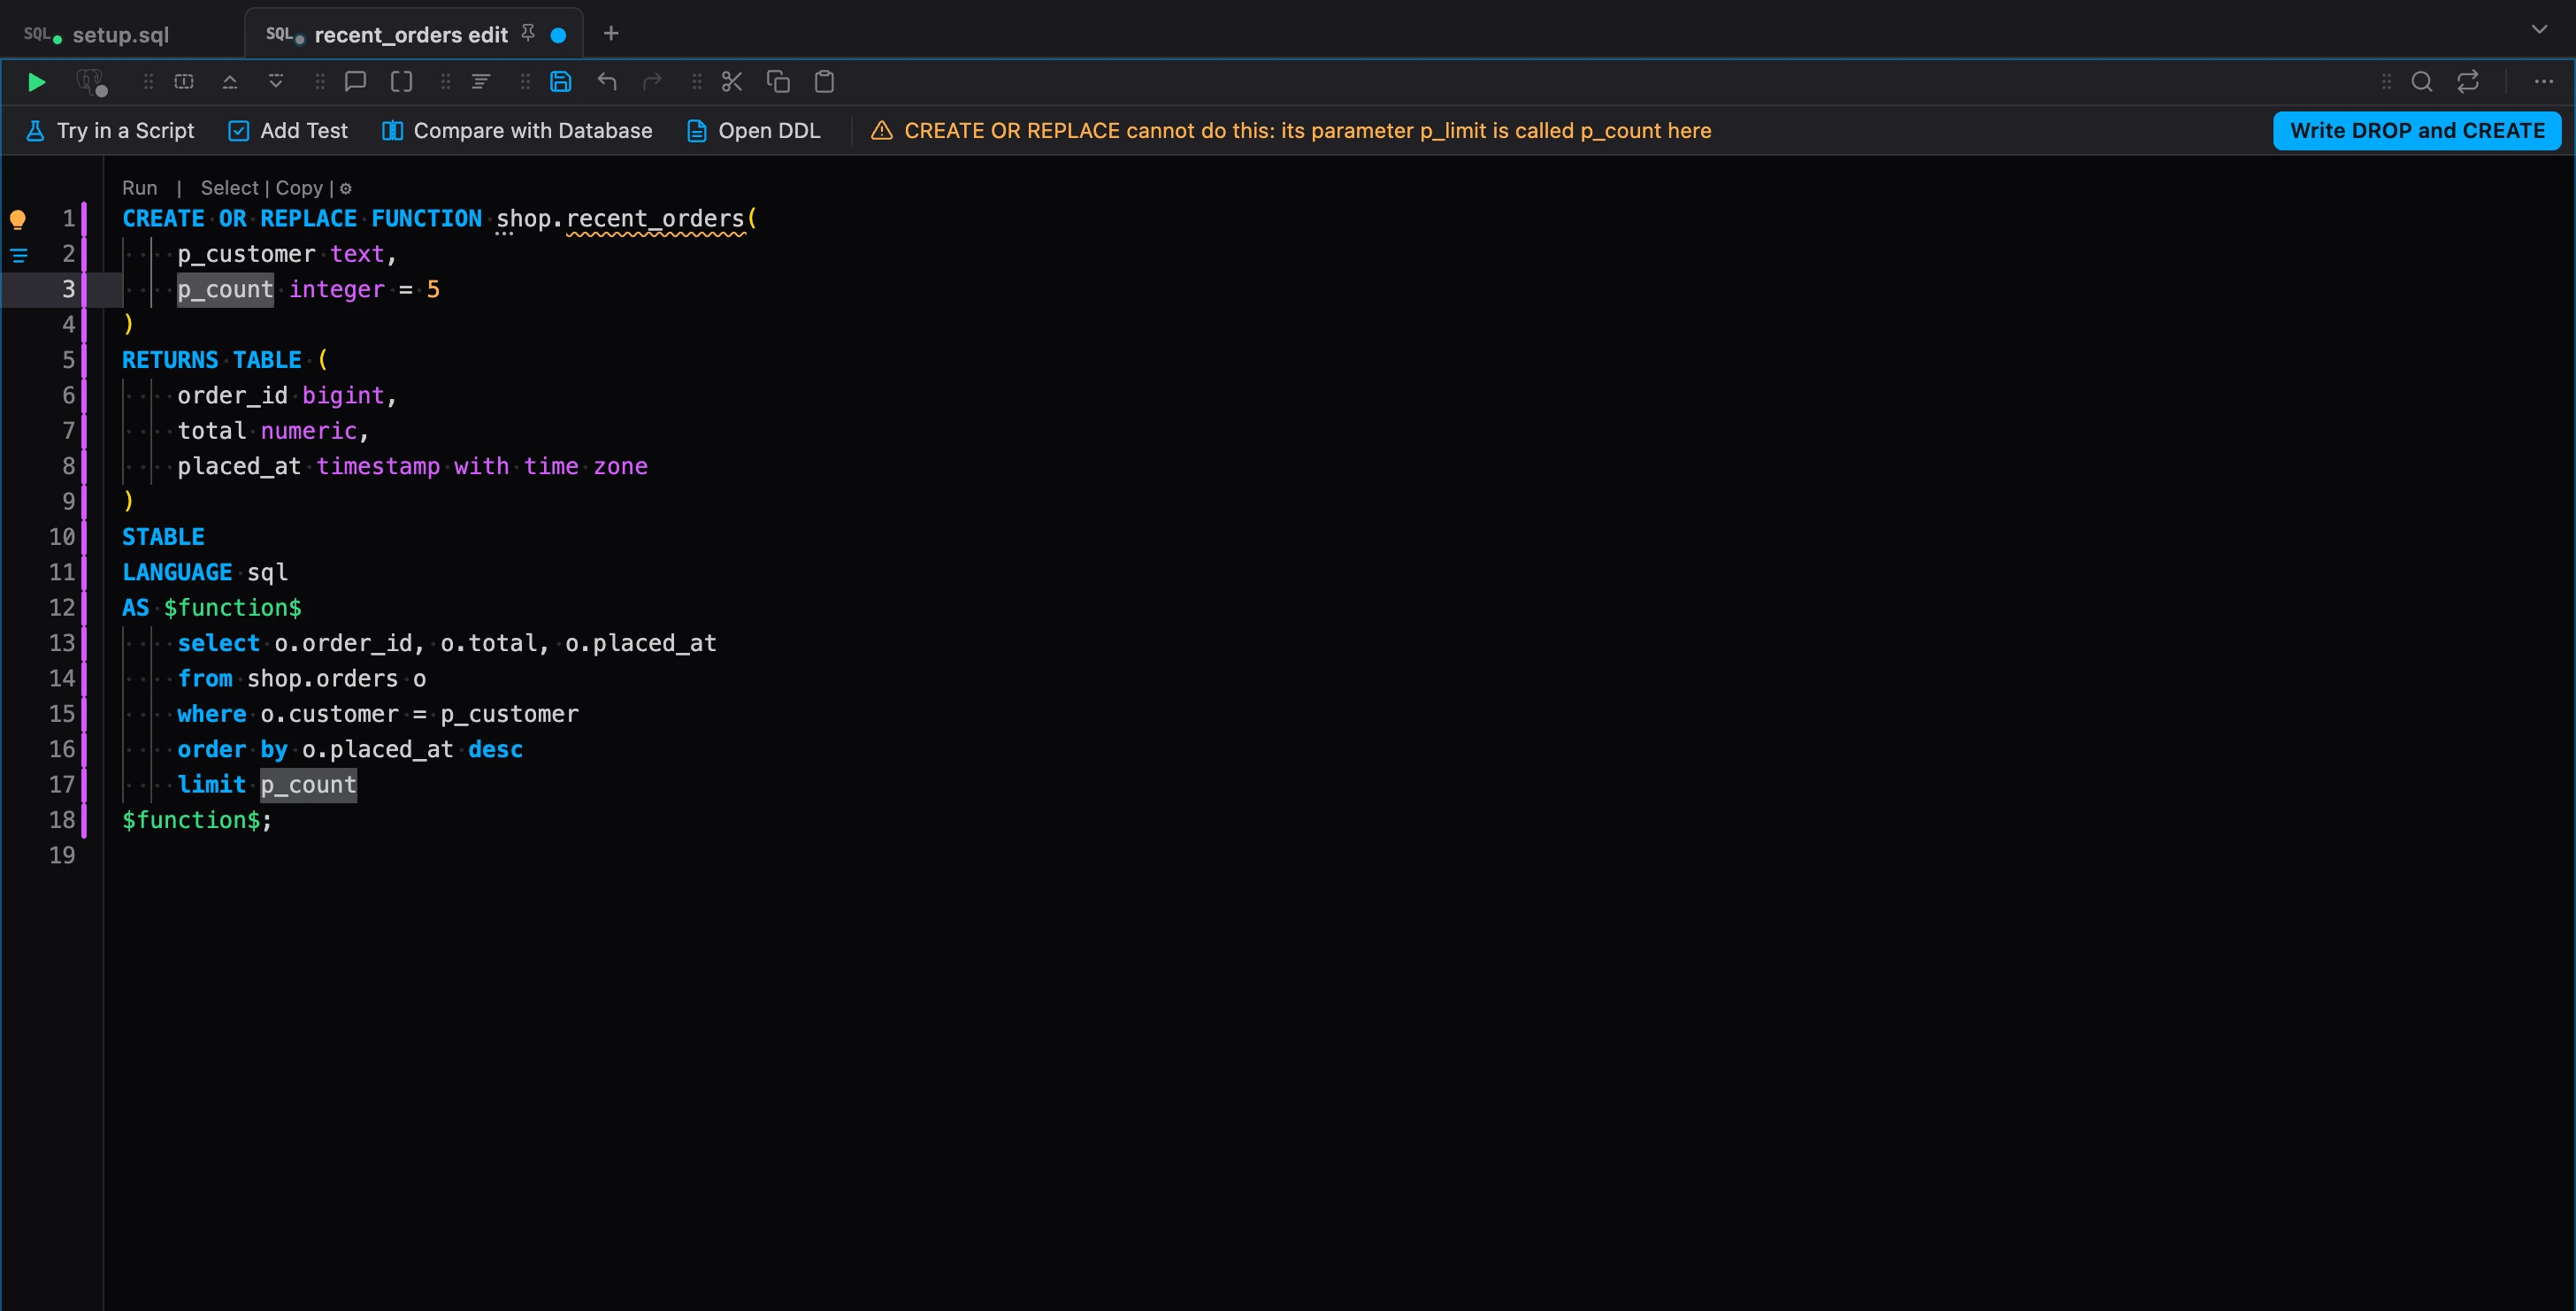 SQL setup.sql
SQL recent_orders edit
Try in a Script Add Test Compare with Database Open DDL CREATE OR REPLACE cannot do this: its parameter p_limit is called p_count here Write DROP and CREATE
Run | Select | Copy |
1 CREATE OR REPLACE FUNCTION shop.recent_orders(
2 p_customer text,
3 p_count integer = 5
4 )
5 RETURNS TABLE (
6 order_id bigint,
7 total numeric,
8 placed_at timestamp with time zone
9 )
10 STABLE
11 LANGUAGE sql
12 AS $function$
13 select o.order_id, o.total, o.placed_at
14 from shop.orders o
15 where o.customer = p_customer
16 order by o.placed_at desc
17 limit p_count
18 $function$;
19